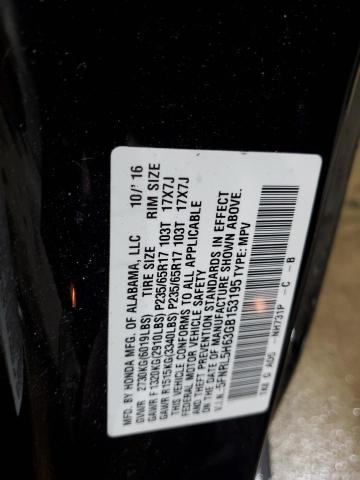 MFD. BY HONDA MFG. OF ALABAMA, LLC 10/'16
GVWR 2730KG(6019LBS) TIRE SIZE RIM SIZE
GAWR F 1320KG(2910LBS) P235/65R17 103T 17X7J
GAWR R 1515KG(3340LBS) P235/65R17 103T 17X7J
THIS VEHICLE CONFORMS TO ALL APPLICABLE
FEDERAL MOTOR VEHICLE SAFETY STANDARDS IN EFFECT
ON THE DATE OF MANUFACTURE SHOWN ABOVE.
V.I.N.:5FNRL5H63GB153195 TYPE: MPV
NH731P - C - B